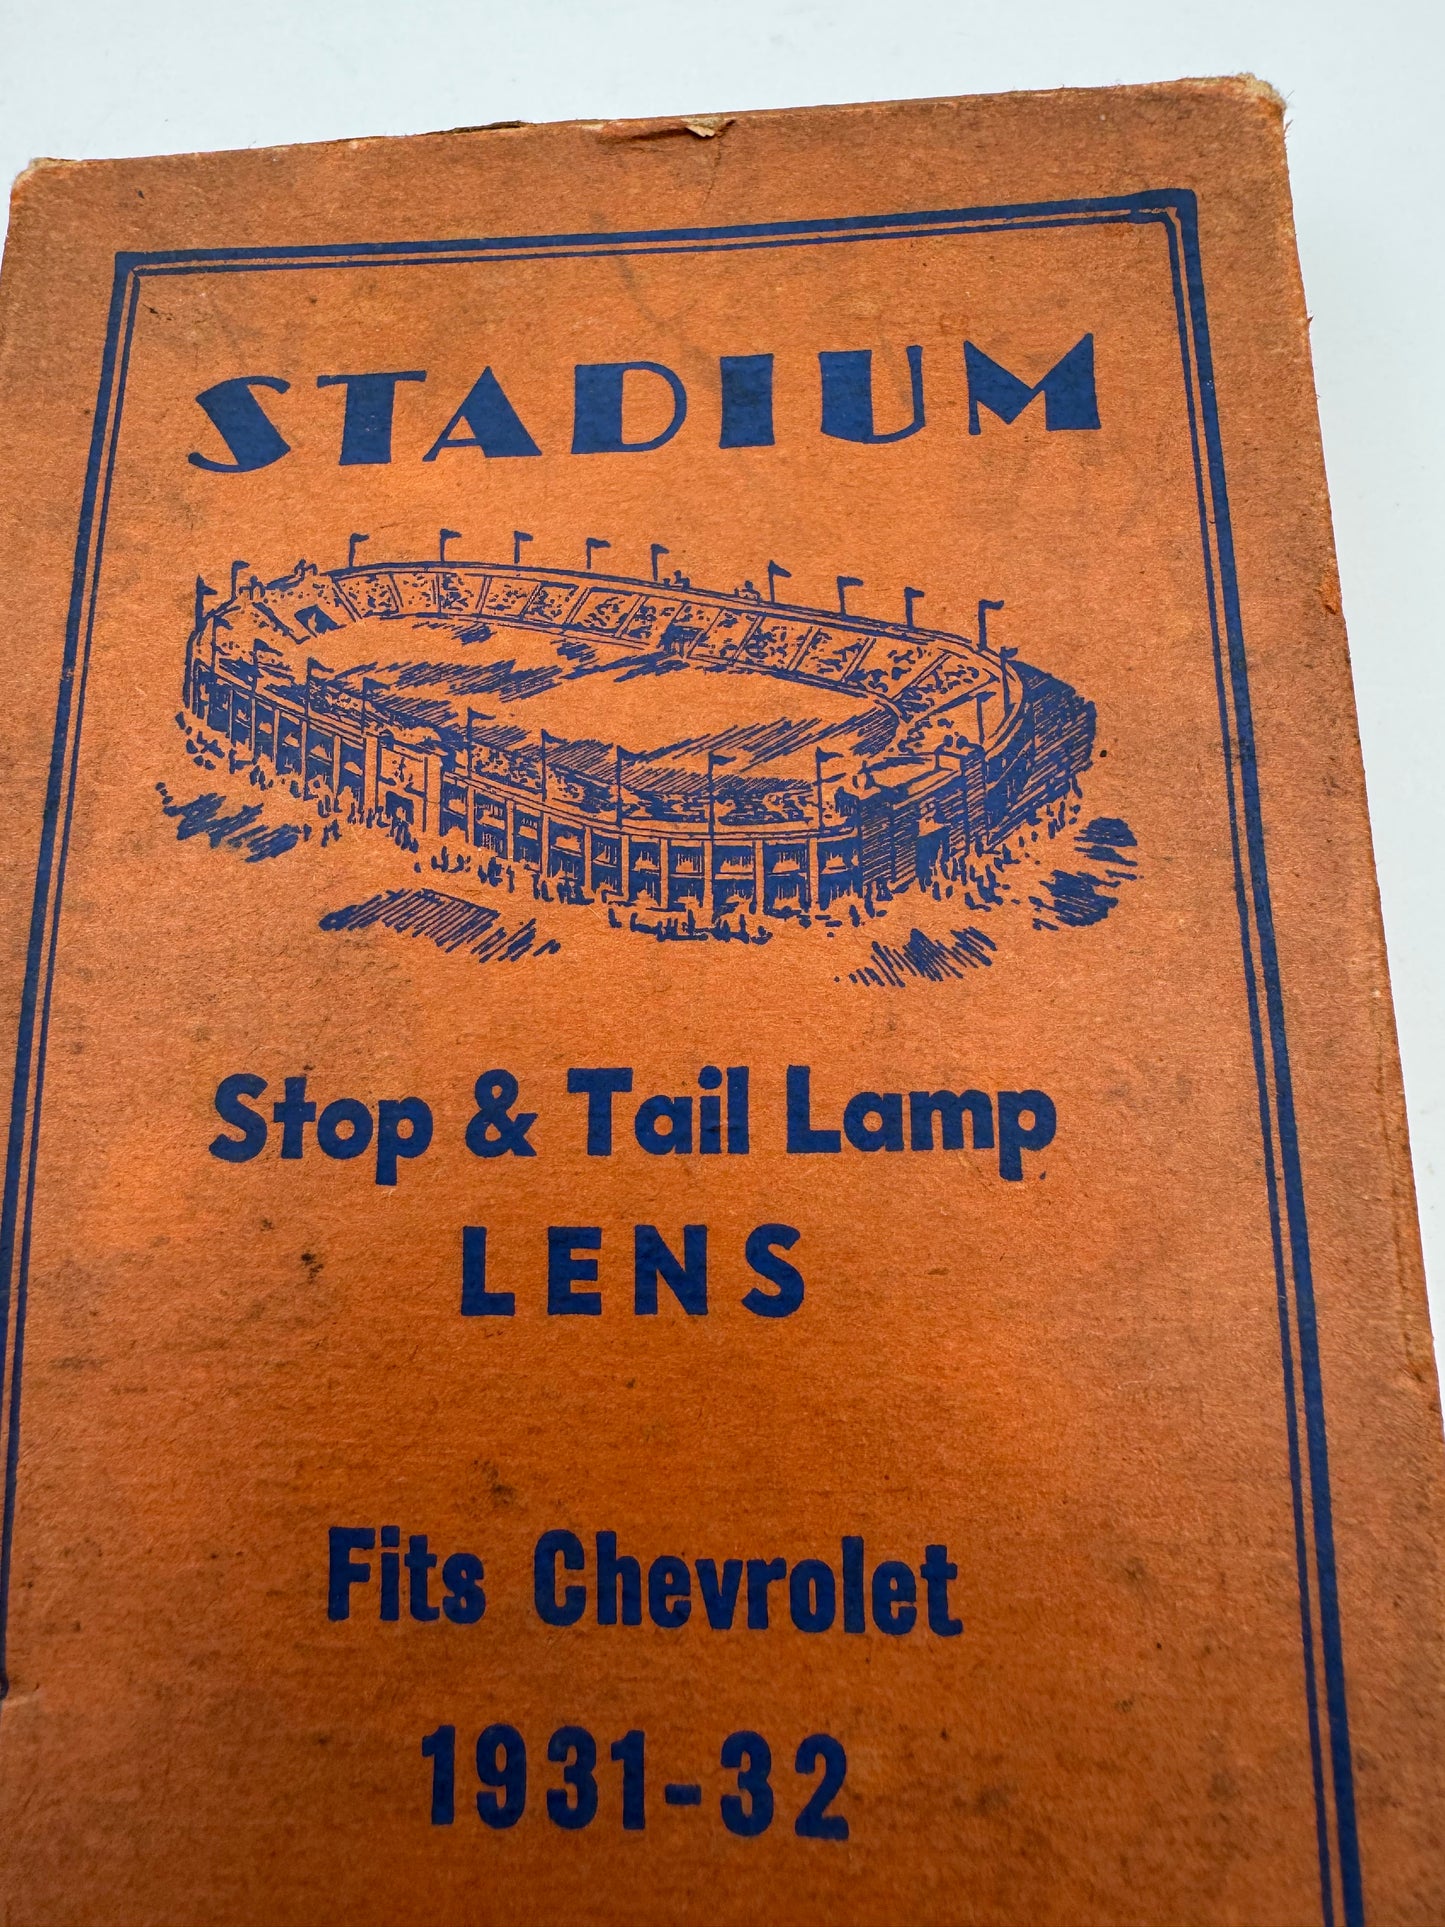 STADIUM
Stop & Tail Lamp
LENS
Fits Chevrolet
1931-32